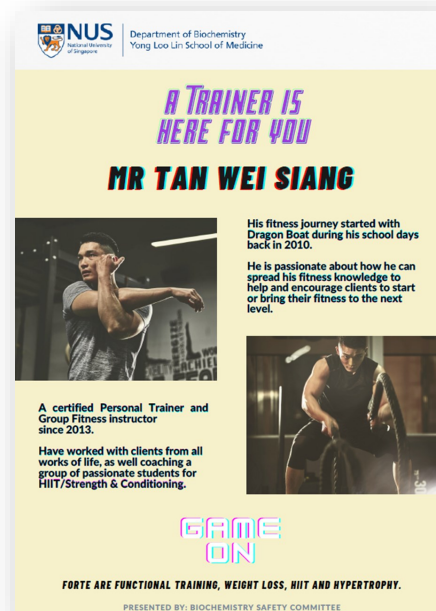 NUS
National University
of Singapore
Department of Biochemistry
Yong Loo Lin School of Medicine
A TRAINER IS
HERE FOR YOU
MR TAN WEI SIANG
His fitness journey started with
Dragon Boat during his school days
back in 2010.
He is passionate about how he can
spread his fitness knowledge to
help and encourage clients to start
or bring their fitness to the next
level.
A certified Personal Trainer and
Group Fitness instructor
since 2013.
Have worked with clients from all
works of life, as well coaching a
group of passionate students for
HIIT/Strength & Conditioning.
GAME
ON
FORTE ARE FUNCTIONAL TRAINING, WEIGHT LOSS, HIIT AND HYPERTROPHY.
PRESENTED BY: BIOCHEMISTRY SAFETY COMMITTEE